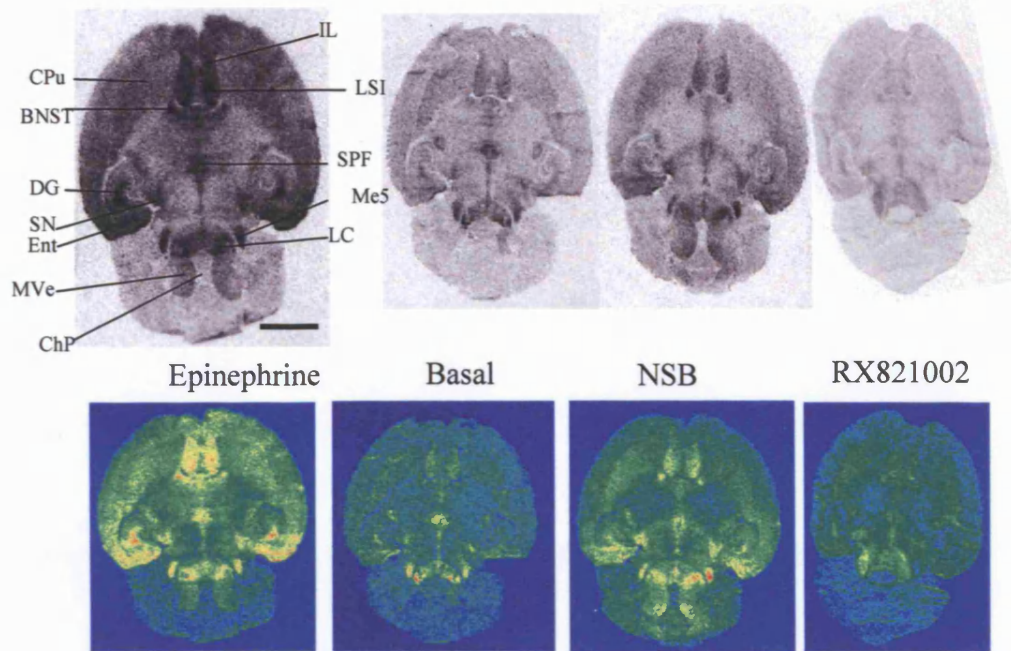 IL
CPu
LSI
BNST
SPF
DG
Me5
SN
Ent
LC
MVe
ChP
Epinephrine
Basal
NSB
RX821002